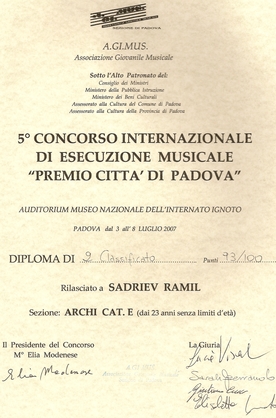 SEZIONE DI PADOVA
A.GI.MUS.
Associazione Giovanile Musicale
Sotto l'Alto Patronato del:
Consiglio dei Ministri
Ministero della Pubblica Istruzione
Ministero dei Beni Culturali
Assessorato alla Cultura del Comune di Padova
Assessorato alla Cultura della Provincia di Padova
5° CONCORSO INTERNAZIONALE
DI ESECUZIONE MUSICALE
“PREMIO CITTA’ DI PADOVA”
AUDITORIUM MUSEO NAZIONALE DELL'INTERNATO IGNOTO
PADOVA dal 3 all' 8 LUGLIO 2007
DIPLOMA DI 2 Classificato Punti 93/100
Rilasciato a SADRIEV RAMIL
Sezione: ARCHI CAT. E (dai 23 anni senza limiti d'età)
Il Presidente del Concorso
M° Elia Modenese
Elia Modenese
La Giuria